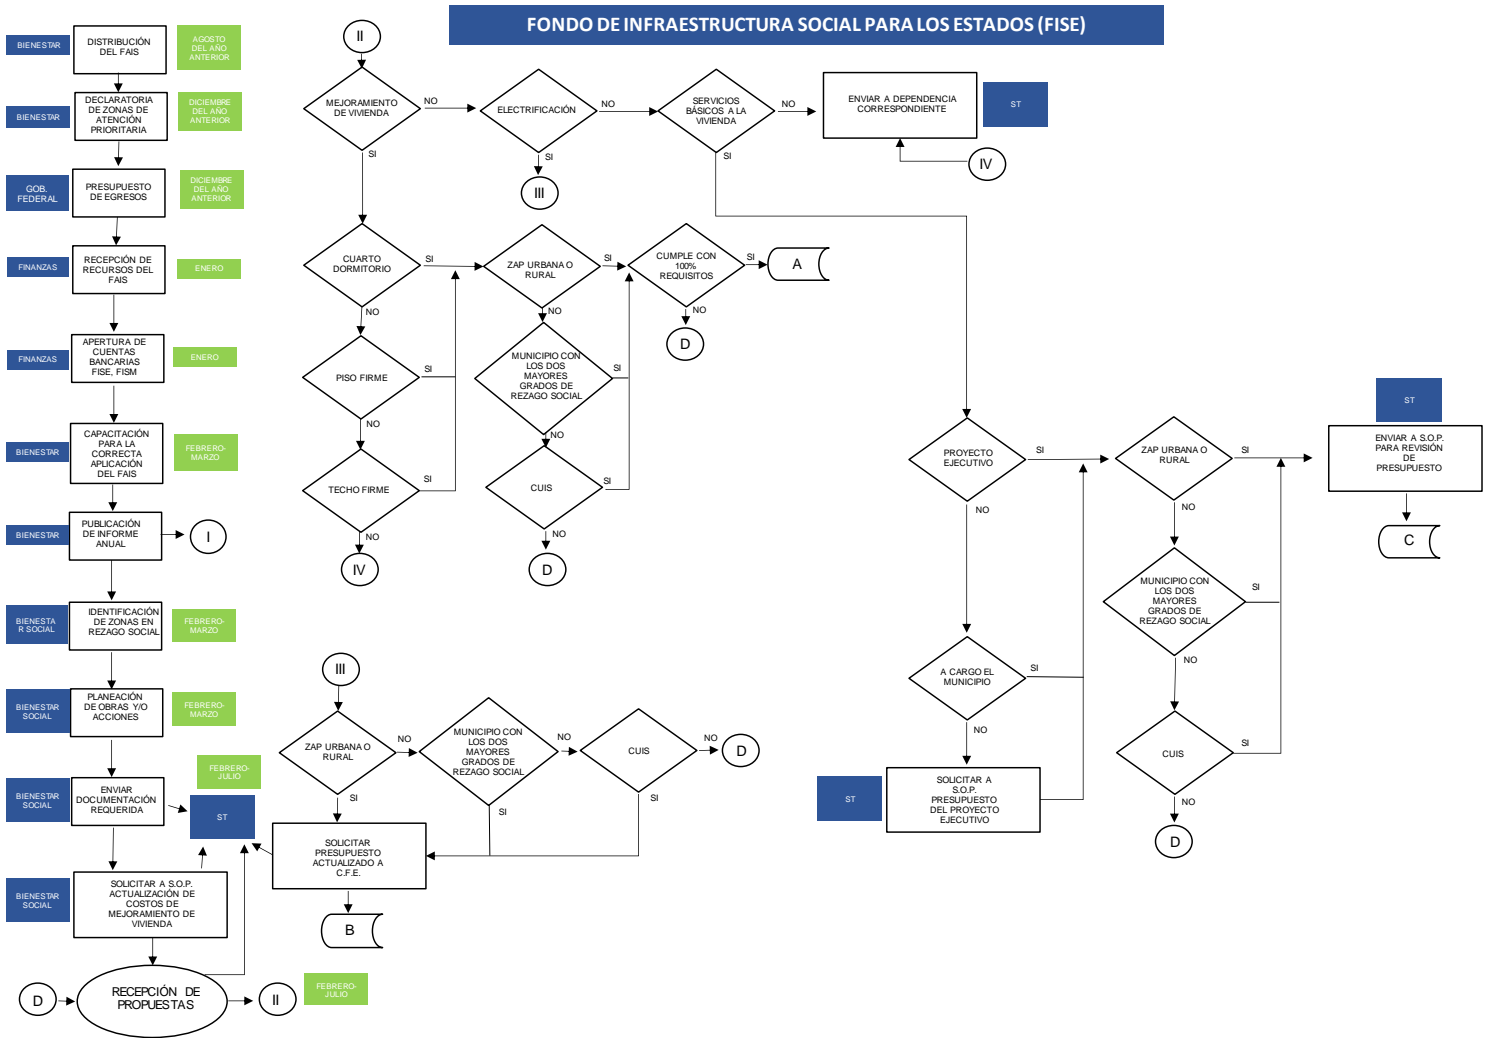 FONDO DE INFRAESTRUCTURA SOCIAL PARA LOS ESTADOS (FISE)
BIENESTAR
DISTRIBUCIÓN
DEL FAIS
AGOSTO
DEL AÑO
ANTERIOR
BIENESTAR
DECLARATORIA
DE ZONAS DE
ATENCIÓN
PRIORITARIA
DICIEMBRE
DEL AÑO
ANTERIOR
GOB.
FEDERAL
PRESUPUESTO
DE EGRESOS
DICIEMBRE
DEL AÑO
ANTERIOR
FINANZAS
RECEPCIÓN DE
RECURSOS DEL
FAIS
ENERO
FINANZAS
APERTURA DE
CUENTAS
BANCARIAS
FISE, FISM
ENERO
BIENESTAR
CAPACITACIÓN
PARA LA
CORRECTA
APLICACIÓN
DEL FAIS
FEBRERO-
MARZO
BIENESTAR
PUBLICACIÓN
DE INFORME
ANUAL
I
BIENESTA
R SOCIAL
IDENTIFICACIÓN
DE ZONAS EN
REZAGO SOCIAL
FEBRERO-
MARZO
BIENESTAR
SOCIAL
PLANEACIÓN
DE OBRAS Y/O
ACCIONES
FEBRERO-
MARZO
BIENESTAR
SOCIAL
ENVIAR
DOCUMENTACIÓN
REQUERIDA
FEBRERO-
JULIO
ST
BIENESTAR
SOCIAL
SOLICITAR A S.O.P.
ACTUALIZACIÓN DE
COSTOS DE
MEJORAMIENTO DE
VIVIENDA
D
RECEPCIÓN DE
PROPUESTAS
II
FEBRERO-
JULIO
II
MEJORAMIENTO
DE VIVIENDA
NO
SI
ELECTRIFICACIÓN
NO
SI
III
SERVICIOS
BÁSICOS A LA
VIVIENDA
NO
SI
ENVIAR A DEPENDENCIA
CORRESPONDIENTE
ST
IV
CUARTO
DORMITORIO
SI
NO
ZAP URBANA O
RURAL
SI
NO
CUMPLE CON
100%
REQUISITOS
SI
A
NO
D
PISO FIRME
SI
NO
MUNICIPIO CON
LOS DOS
MAYORES
GRADOS DE
REZAGO SOCIAL
SI
NO
TECHO FIRME
SI
NO
IV
CUIS
SI
NO
D
III
ZAP URBANA O
RURAL
NO
SI
MUNICIPIO CON
LOS DOS
MAYORES
GRADOS DE
REZAGO SOCIAL
NO
SI
CUIS
NO
D
SI
SOLICITAR
PRESUPUESTO
ACTUALIZADO A
C.F.E.
B
PROYECTO
EJECUTIVO
SI
NO
A CARGO EL
MUNICIPIO
SI
NO
ST
SOLICITAR A
S.O.P.
PRESUPUESTO
DEL PROYECTO
EJECUTIVO
ZAP URBANA O
RURAL
SI
NO
MUNICIPIO CON
LOS DOS
MAYORES
GRADOS DE
REZAGO SOCIAL
SI
NO
CUIS
SI
NO
D
ST
ENVIAR A S.O.P.
PARA REVISIÓN
DE
PRESUPUESTO
C